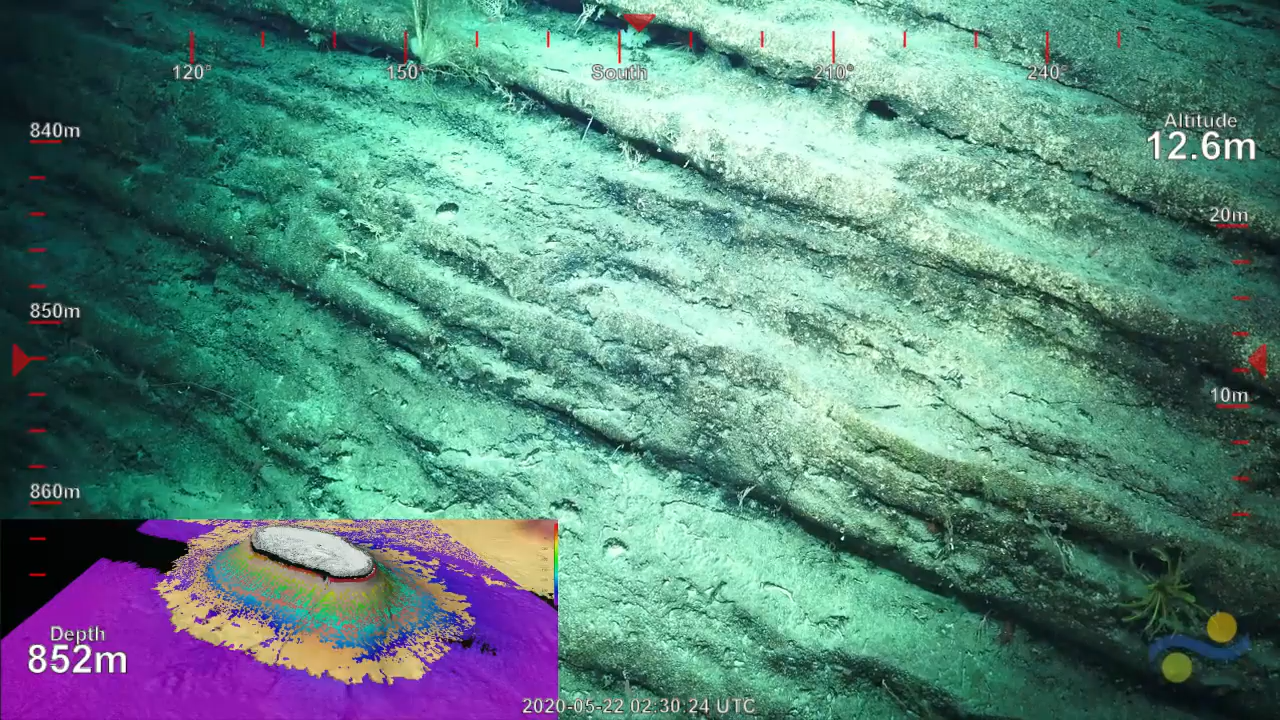 120° 150° South 210° 240°
840m
Altitude
12.6m
20m
850m
10m
860m
Depth
852m
2020-05-22 02:30:24 UTC